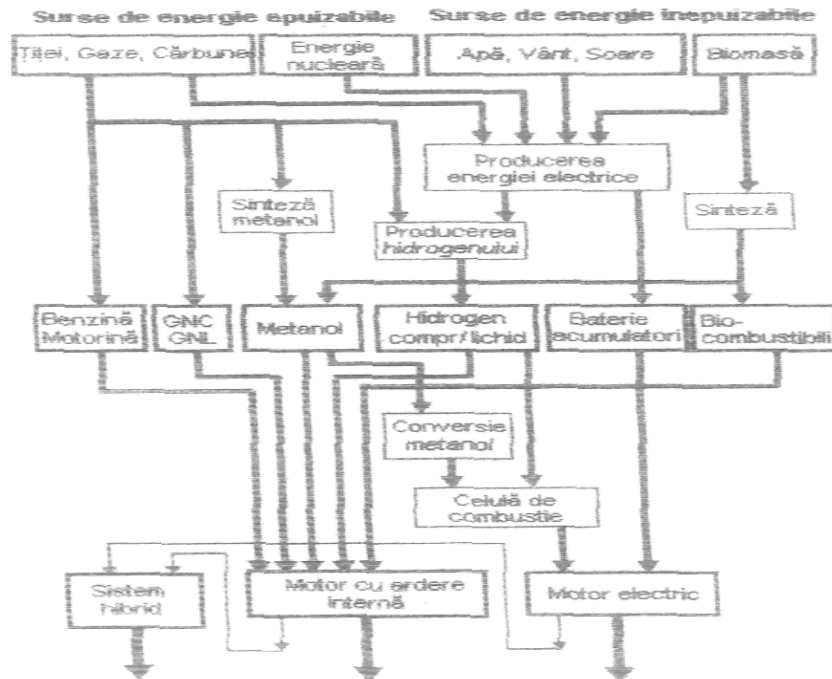 Surse de energie epuizabile
Surse de energie inepuizabile
Țiței, Gaze, Cărbune
Energie
nucleară
Apă, Vânt, Soare
Biomasă
Producerea
energiei electrice
Sinteză
metanol
Sinteză
Producerea
hidrogenului
Benzină
Motorină
GNC
GNL
Metanol
Hidrogen
compr/lichid
Baterie
acumulatori
Bio-
combustibili
Conversie
metanol
Celulă de
combustie
Sistem
hibrid
Motor cu ardere
internă
Motor electric